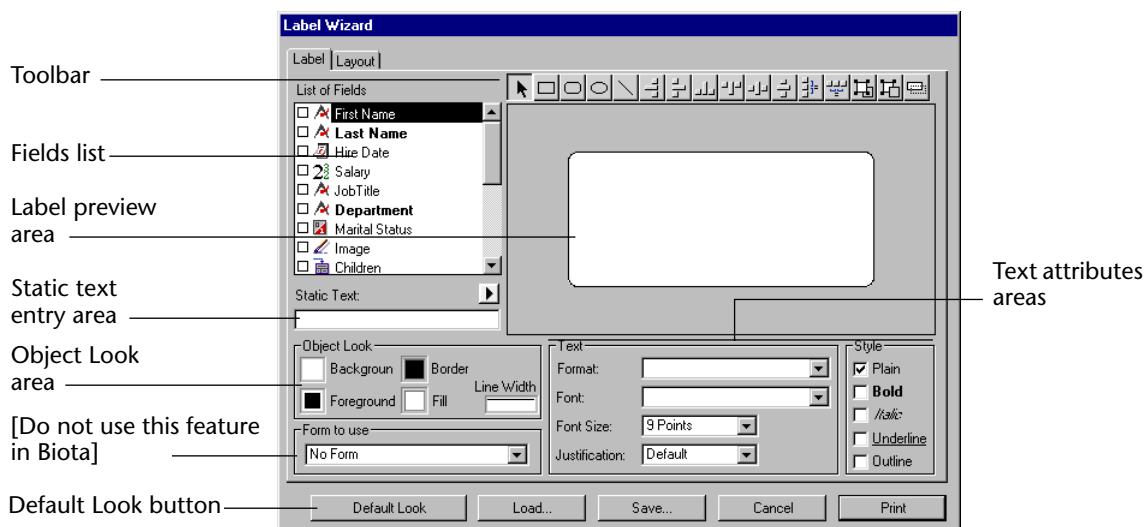 Label Wizard
Label
Layout
Toolbar
List of Fields
First Name
Last Name
Fields list
Hire Date
Salary
JobTitle
Department
Label preview
area
Marital Status
Image
Children
Static text
entry area
Static Text:
Text attributes
areas
Object Look
area
Object Look
Backgroun
Border
Line Width
Foreground
Fill
[Do not use this feature
in Biota]
Form to use
No Form
Text
Format:
Font:
Font Size:
9 Points
Justification:
Default
Style
Plain
Bold
Italic
Underline
Outline
Default Look button
Default Look
Load...
Save...
Cancel
Print